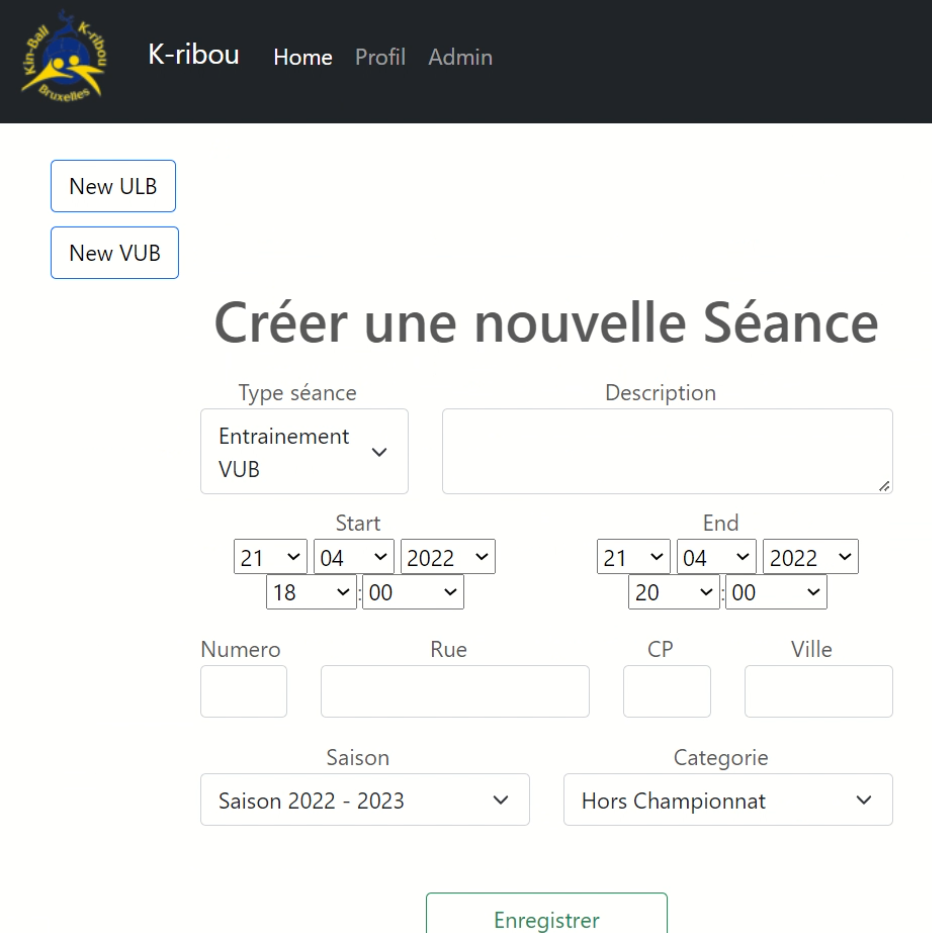 Kin-Ball K-ribou
Bruxelles
K-ribou Home Profil Admin
New ULB
New VUB
Créer une nouvelle Séance
Type séance Description
Entrainement
VUB
Start End
21 04 2022 21 04 2022
18 : 00 20 : 00
Numero Rue CP Ville
Saison Categorie
Saison 2022 - 2023 Hors Championnat
Enregistrer